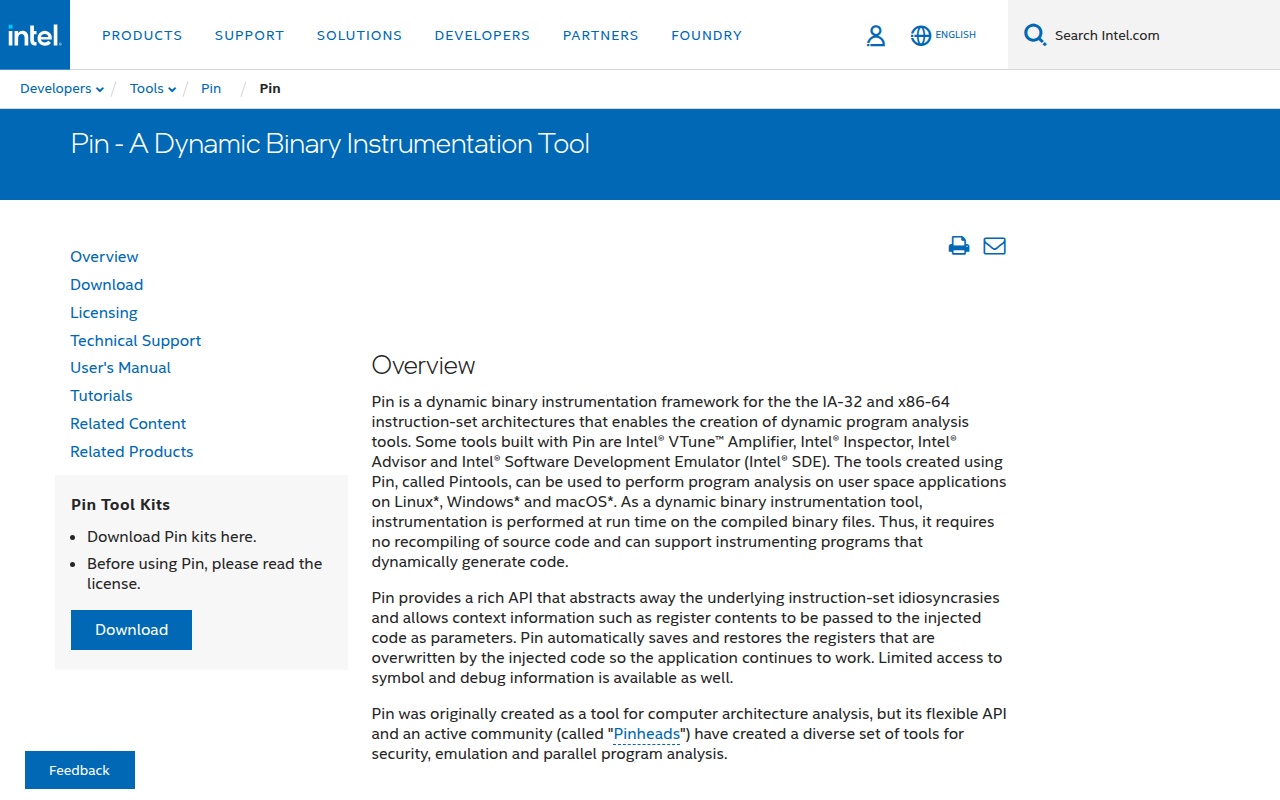 intel.
PRODUCTS SUPPORT SOLUTIONS DEVELOPERS PARTNERS FOUNDRY ENGLISH Search Intel.com
Developers / Tools / Pin / Pin
Pin - A Dynamic Binary Instrumentation Tool
Overview
Download
Licensing
Technical Support
User's Manual
Tutorials
Related Content
Related Products
Pin Tool Kits
• Download Pin kits here.
• Before using Pin, please read the
license.
Download
Overview
Pin is a dynamic binary instrumentation framework for the the IA-32 and x86-64
instruction-set architectures that enables the creation of dynamic program analysis
tools. Some tools built with Pin are Intel® VTune™ Amplifier, Intel® Inspector, Intel®
Advisor and Intel® Software Development Emulator (Intel® SDE). The tools created using
Pin, called Pintools, can be used to perform program analysis on user space applications
on Linux*, Windows* and macOS*. As a dynamic binary instrumentation tool,
instrumentation is performed at run time on the compiled binary files. Thus, it requires
no recompiling of source code and can support instrumenting programs that
dynamically generate code.
Pin provides a rich API that abstracts away the underlying instruction-set idiosyncrasies
and allows context information such as register contents to be passed to the injected
code as parameters. Pin automatically saves and restores the registers that are
overwritten by the injected code so the application continues to work. Limited access to
symbol and debug information is available as well.
Pin was originally created as a tool for computer architecture analysis, but its flexible API
and an active community (called "Pinheads") have created a diverse set of tools for
security, emulation and parallel program analysis.
Feedback